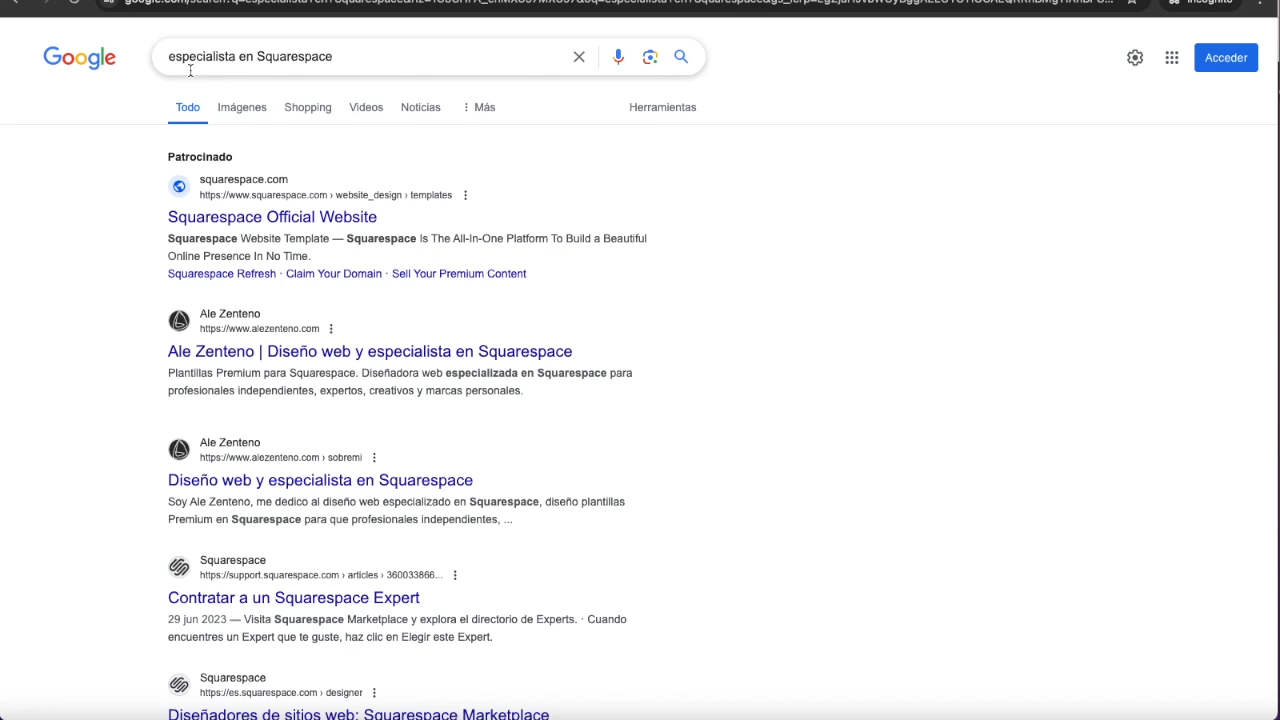 Incognito
Google
especialista en Squarespace
Acceder
Todo Imágenes Shopping Videos Noticias Más Herramientas
Patrocinado
squarespace.com
https://www.squarespace.com › website_design › templates
Squarespace Official Website
Squarespace Website Template — Squarespace Is The All-In-One Platform To Build a Beautiful
Online Presence In No Time.
Squarespace Refresh · Claim Your Domain · Sell Your Premium Content
Ale Zenteno
https://www.alezenteno.com
Ale Zenteno | Diseño web y especialista en Squarespace
Plantillas Premium para Squarespace. Diseñadora web especializada en Squarespace para
profesionales independientes, expertos, creativos y marcas personales.
Ale Zenteno
https://www.alezenteno.com › sobremi
Diseño web y especialista en Squarespace
Soy Ale Zenteno, me dedico al diseño web especializado en Squarespace, diseño plantillas
Premium en Squarespace para que profesionales independientes, ...
Squarespace
https://support.squarespace.com › articles › 360033866...
Contratar a un Squarespace Expert
29 jun 2023 — Visita Squarespace Marketplace y explora el directorio de Experts. · Cuando
encuentres un Expert que te guste, haz clic en Elegir este Expert.
Squarespace
https://es.squarespace.com › designer
Diseñadores de sitios web: Squarespace Marketplace